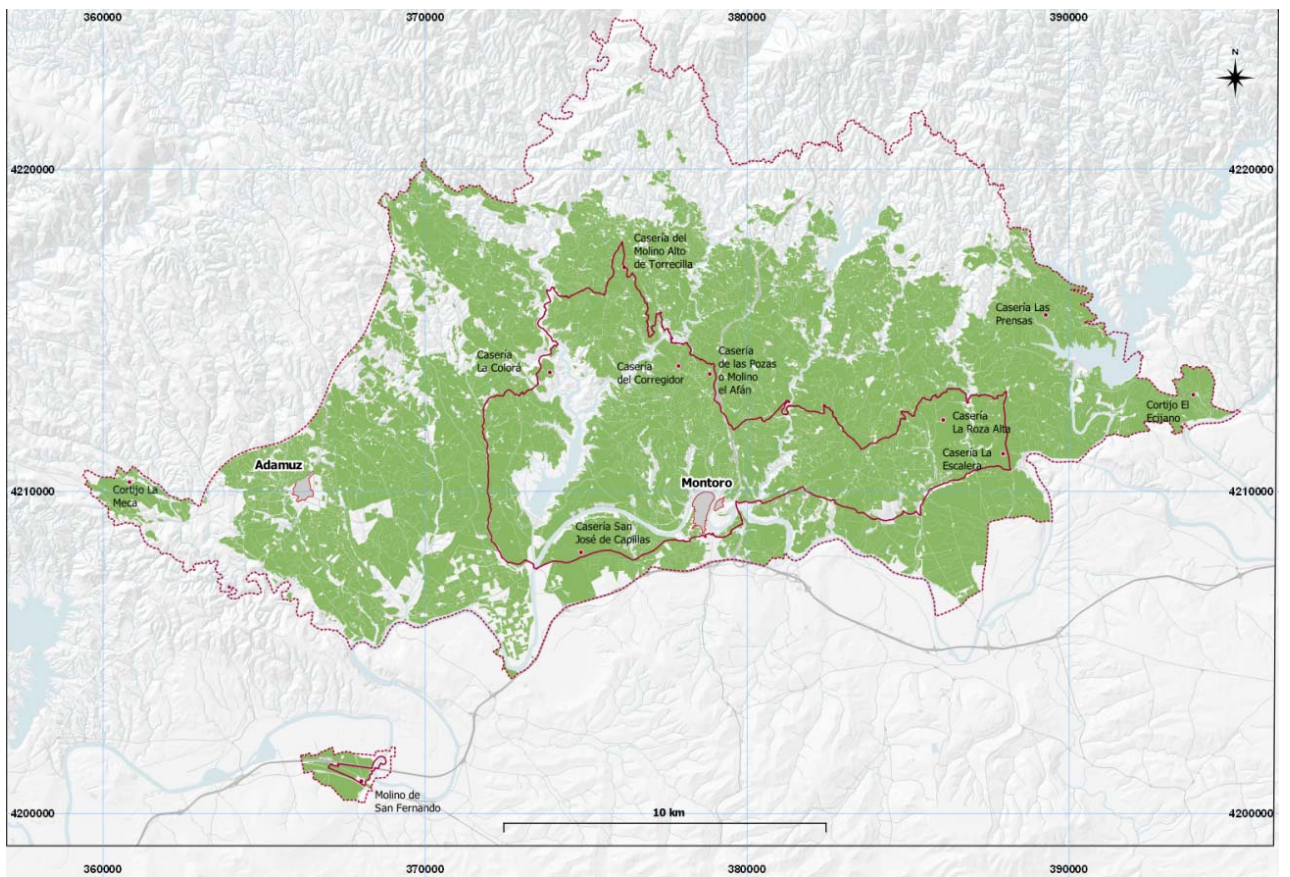 360000
370000
380000
390000
N
4220000
4220000
Casería del
Molino Alto
de Torrecilla
Casería Las
Prensas
Casería
La Colorá
Casería
del Corregidor
Casería
de las Pozas
o Molino
el Afán
Cortijo El
Ecijano
Casería
La Roza Alta
Casería La
Escalera
Adamuz
Cortijo La
Meca
Montoro
4210000
4210000
Casería San
José de Capillas
Molino de
San Fernando
4200000
4200000
10 km
360000
370000
380000
390000